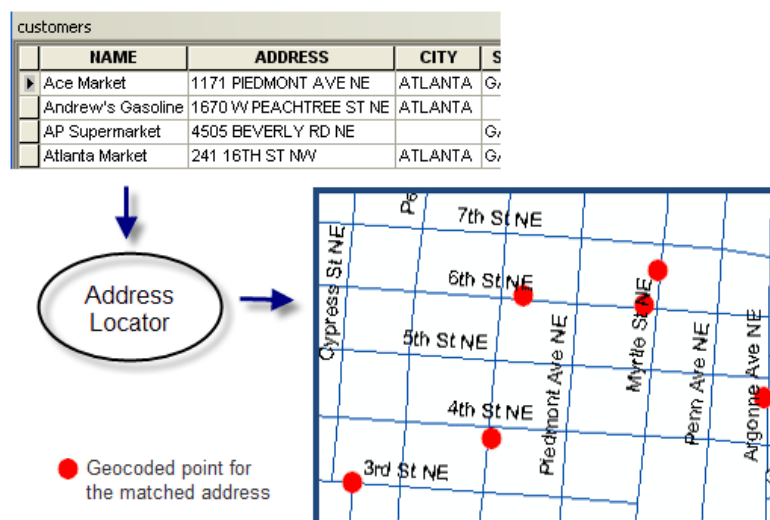 customers
NAME ADDRESS CITY S
Ace Market 1171 PIEDMONT AVE NE ATLANTA G
Andrew's Gasoline 1670 W PEACHTREE ST NE ATLANTA
AP Supermarket 4505 BEVERLY RD NE G
Atlanta Market 241 16TH ST NW ATLANTA G
Address
Locator
Geocoded point for
the matched address
7th St NE
6th St NE
5th St NE
4th St NE
3rd St NE
Cypress St NE
Piedmont Ave NE
Myrtle St NE
Penn Ave NE
Argonne Ave NE